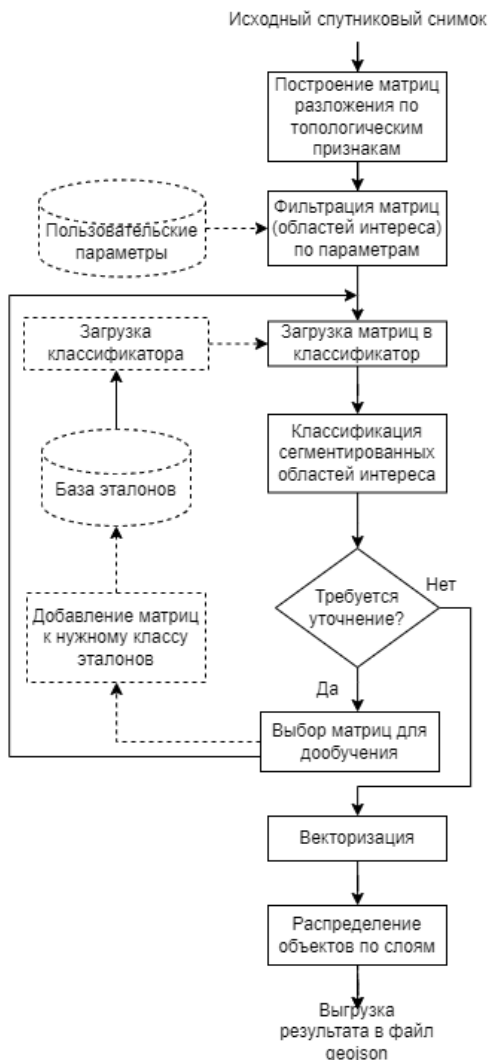 Исходный спутниковый снимок
Построение матриц
разложения по
топологическим
признакам
Пользовательские
параметры
Фильтрация матриц
(областей интереса)
по параметрам
Загрузка
классификатора
Загрузка матриц в
классификатор
Классификация
сегментированных
областей интереса
База эталонов
Требуется
уточнение?
Нет
Да
Добавление матриц
к нужному классу
эталонов
Выбор матриц для
дообучения
Векторизация
Распределение
объектов по слоям
Выгрузка
результата в файл
geojson